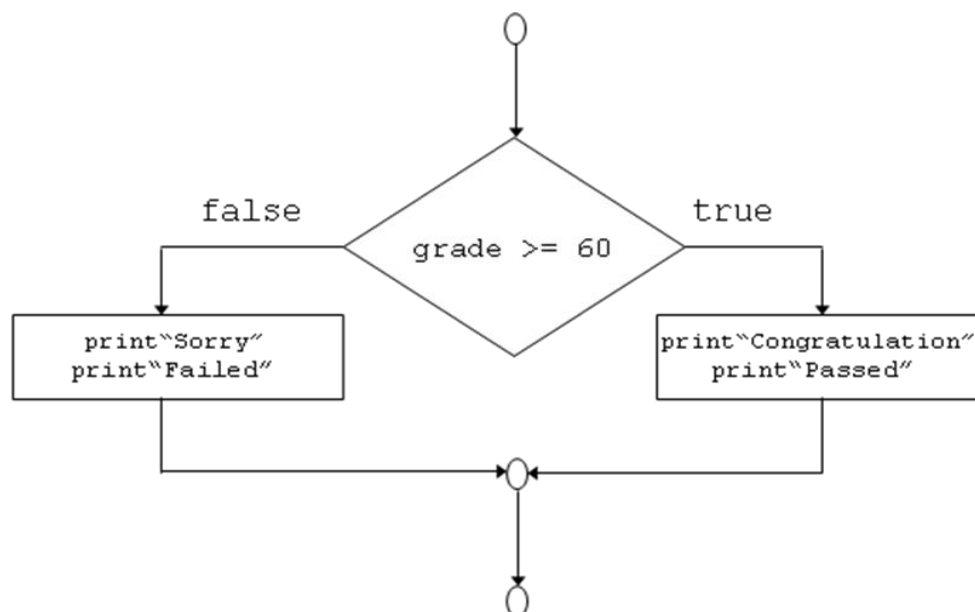 false
true
grade >= 60
print“Sorry”
print“Failed”
print“Congratulation”
print“Passed”